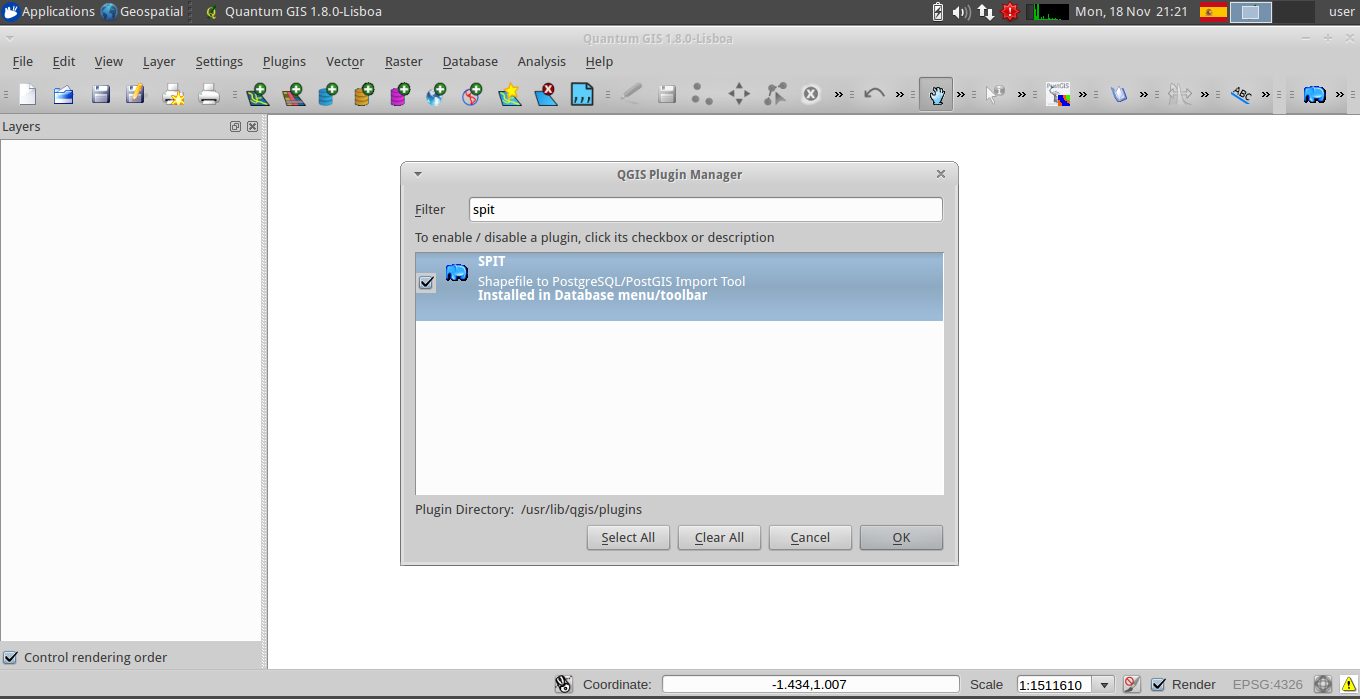 Applications Geospatial Quantum GIS 1.8.0-Lisboa Mon, 18 Nov 21:21 user
Quantum GIS 1.8.0-Lisboa
File Edit View Layer Settings Plugins Vector Raster Database Analysis Help
PostGIS ABC
Layers
QGIS Plugin Manager
Filter spit
To enable / disable a plugin, click its checkbox or description
SPIT
Shapefile to PostgreSQL/PostGIS Import Tool
Installed in Database menu/toolbar
Plugin Directory: /usr/lib/qgis/plugins
Select All Clear All Cancel OK
Control rendering order
Coordinate: -1.434,1.007 Scale 1:1511610 Render EPSG:4326